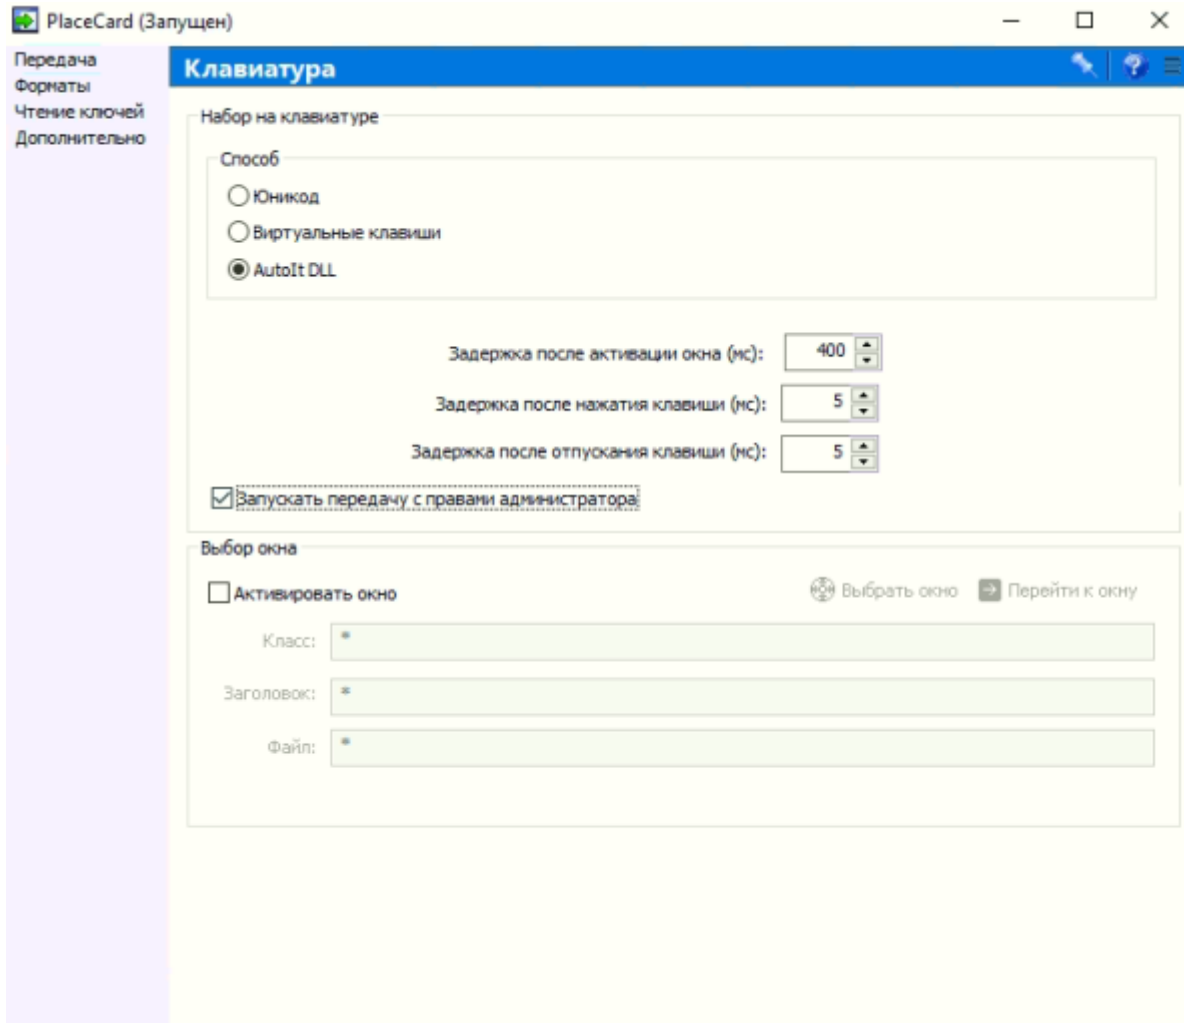 PlaceCard (Запущен)
Передача
Форматы
Чтение ключей
Дополнительно
Клавиатура
Набор на клавиатуре
Способ
Юникод
Виртуальные клавиши
AutoIt DLL
Задержка после активации окна (мс): 400
Задержка после нажатия клавиши (мс): 5
Задержка после отпускания клавиши (мс): 5
Запускать передачу с правами администратора
Выбор окна
Активировать окно
Выбрать окно
Перейти к окну
Класс: *
Заголовок: *
Файл: *